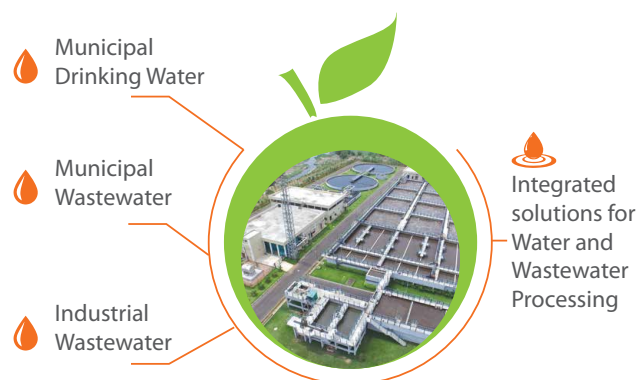 Municipal
Drinking Water
Municipal
Wastewater
Industrial
Wastewater
Integrated
solutions for
Water and
Wastewater
Processing